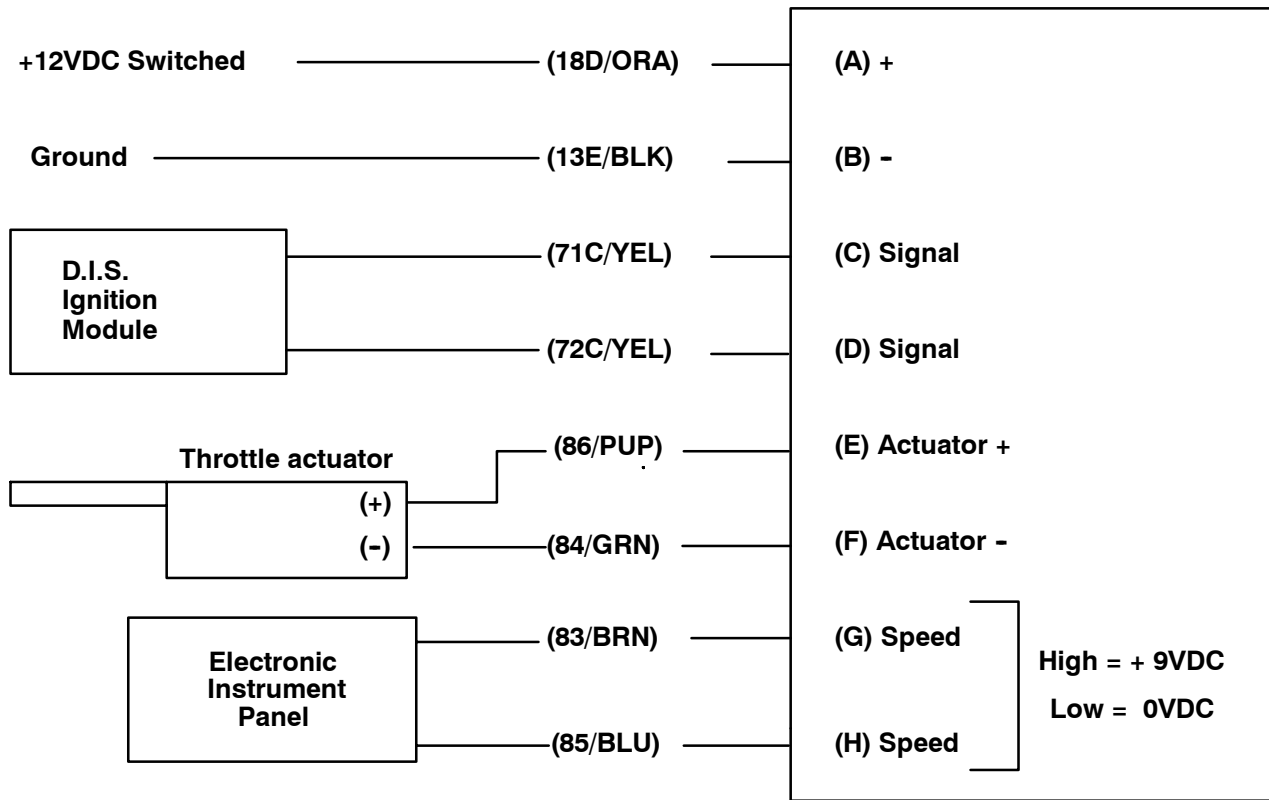 +12VDC Switched (18D/ORA) (A) +
Ground (13E/BLK) (B) -
D.I.S.
Ignition
Module
(71C/YEL) (C) Signal
(72C/YEL) (D) Signal
Throttle actuator
(+)
(-)
(86/PUP) (E) Actuator +
(84/GRN) (F) Actuator -
Electronic
Instrument
Panel
(83/BRN) (G) Speed
(85/BLU) (H) Speed
High = + 9VDC
Low = 0VDC